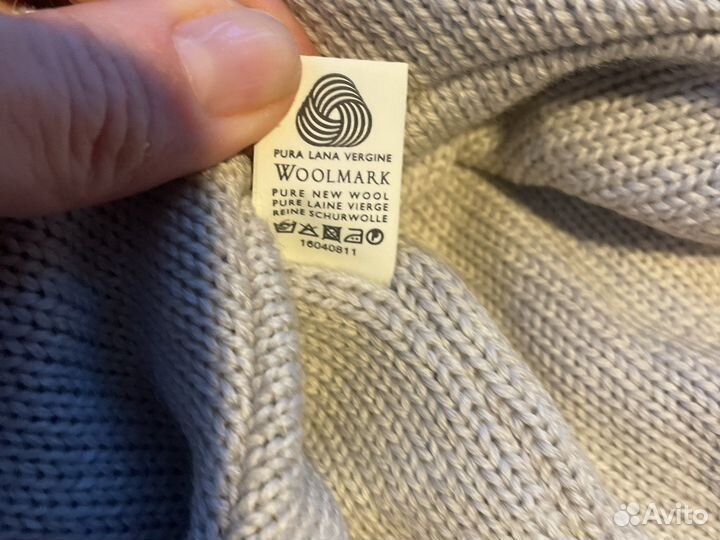 PURA LANA VERGINE
WOOLMARK
PURE NEW WOOL
PURE LAINE VIERGE
REINE SCHURWOLLE
16040811
Avito